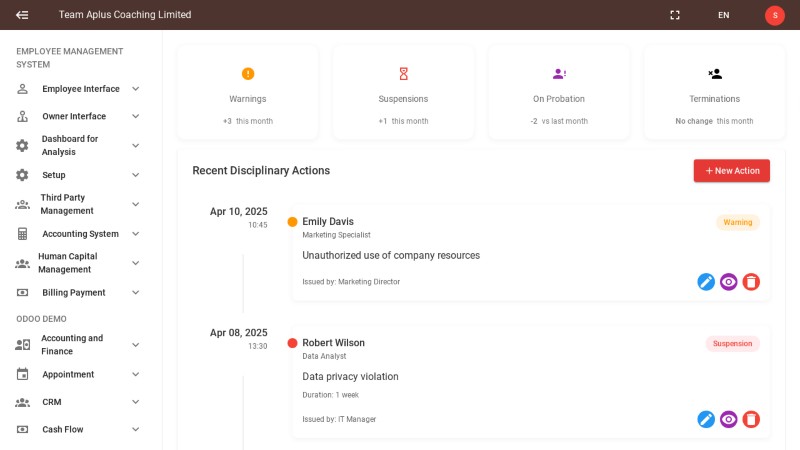 Team Aplus Coaching Limited
EN
S
EMPLOYEE MANAGEMENT
SYSTEM
Employee Interface
Owner Interface
Dashboard for
Analysis
Setup
Third Party
Management
Accounting System
Human Capital
Management
Billing Payment
ODOO DEMO
Accounting and
Finance
Appointment
CRM
Cash Flow
Warnings
+3 this month
Suspensions
+1 this month
On Probation
-2 vs last month
Terminations
No change this month
Recent Disciplinary Actions
+ New Action
Apr 10, 2025
10:45
Emily Davis
Warning
Marketing Specialist
Unauthorized use of company resources
Issued by: Marketing Director
Apr 08, 2025
13:30
Robert Wilson
Suspension
Data Analyst
Data privacy violation
Duration: 1 week
Issued by: IT Manager